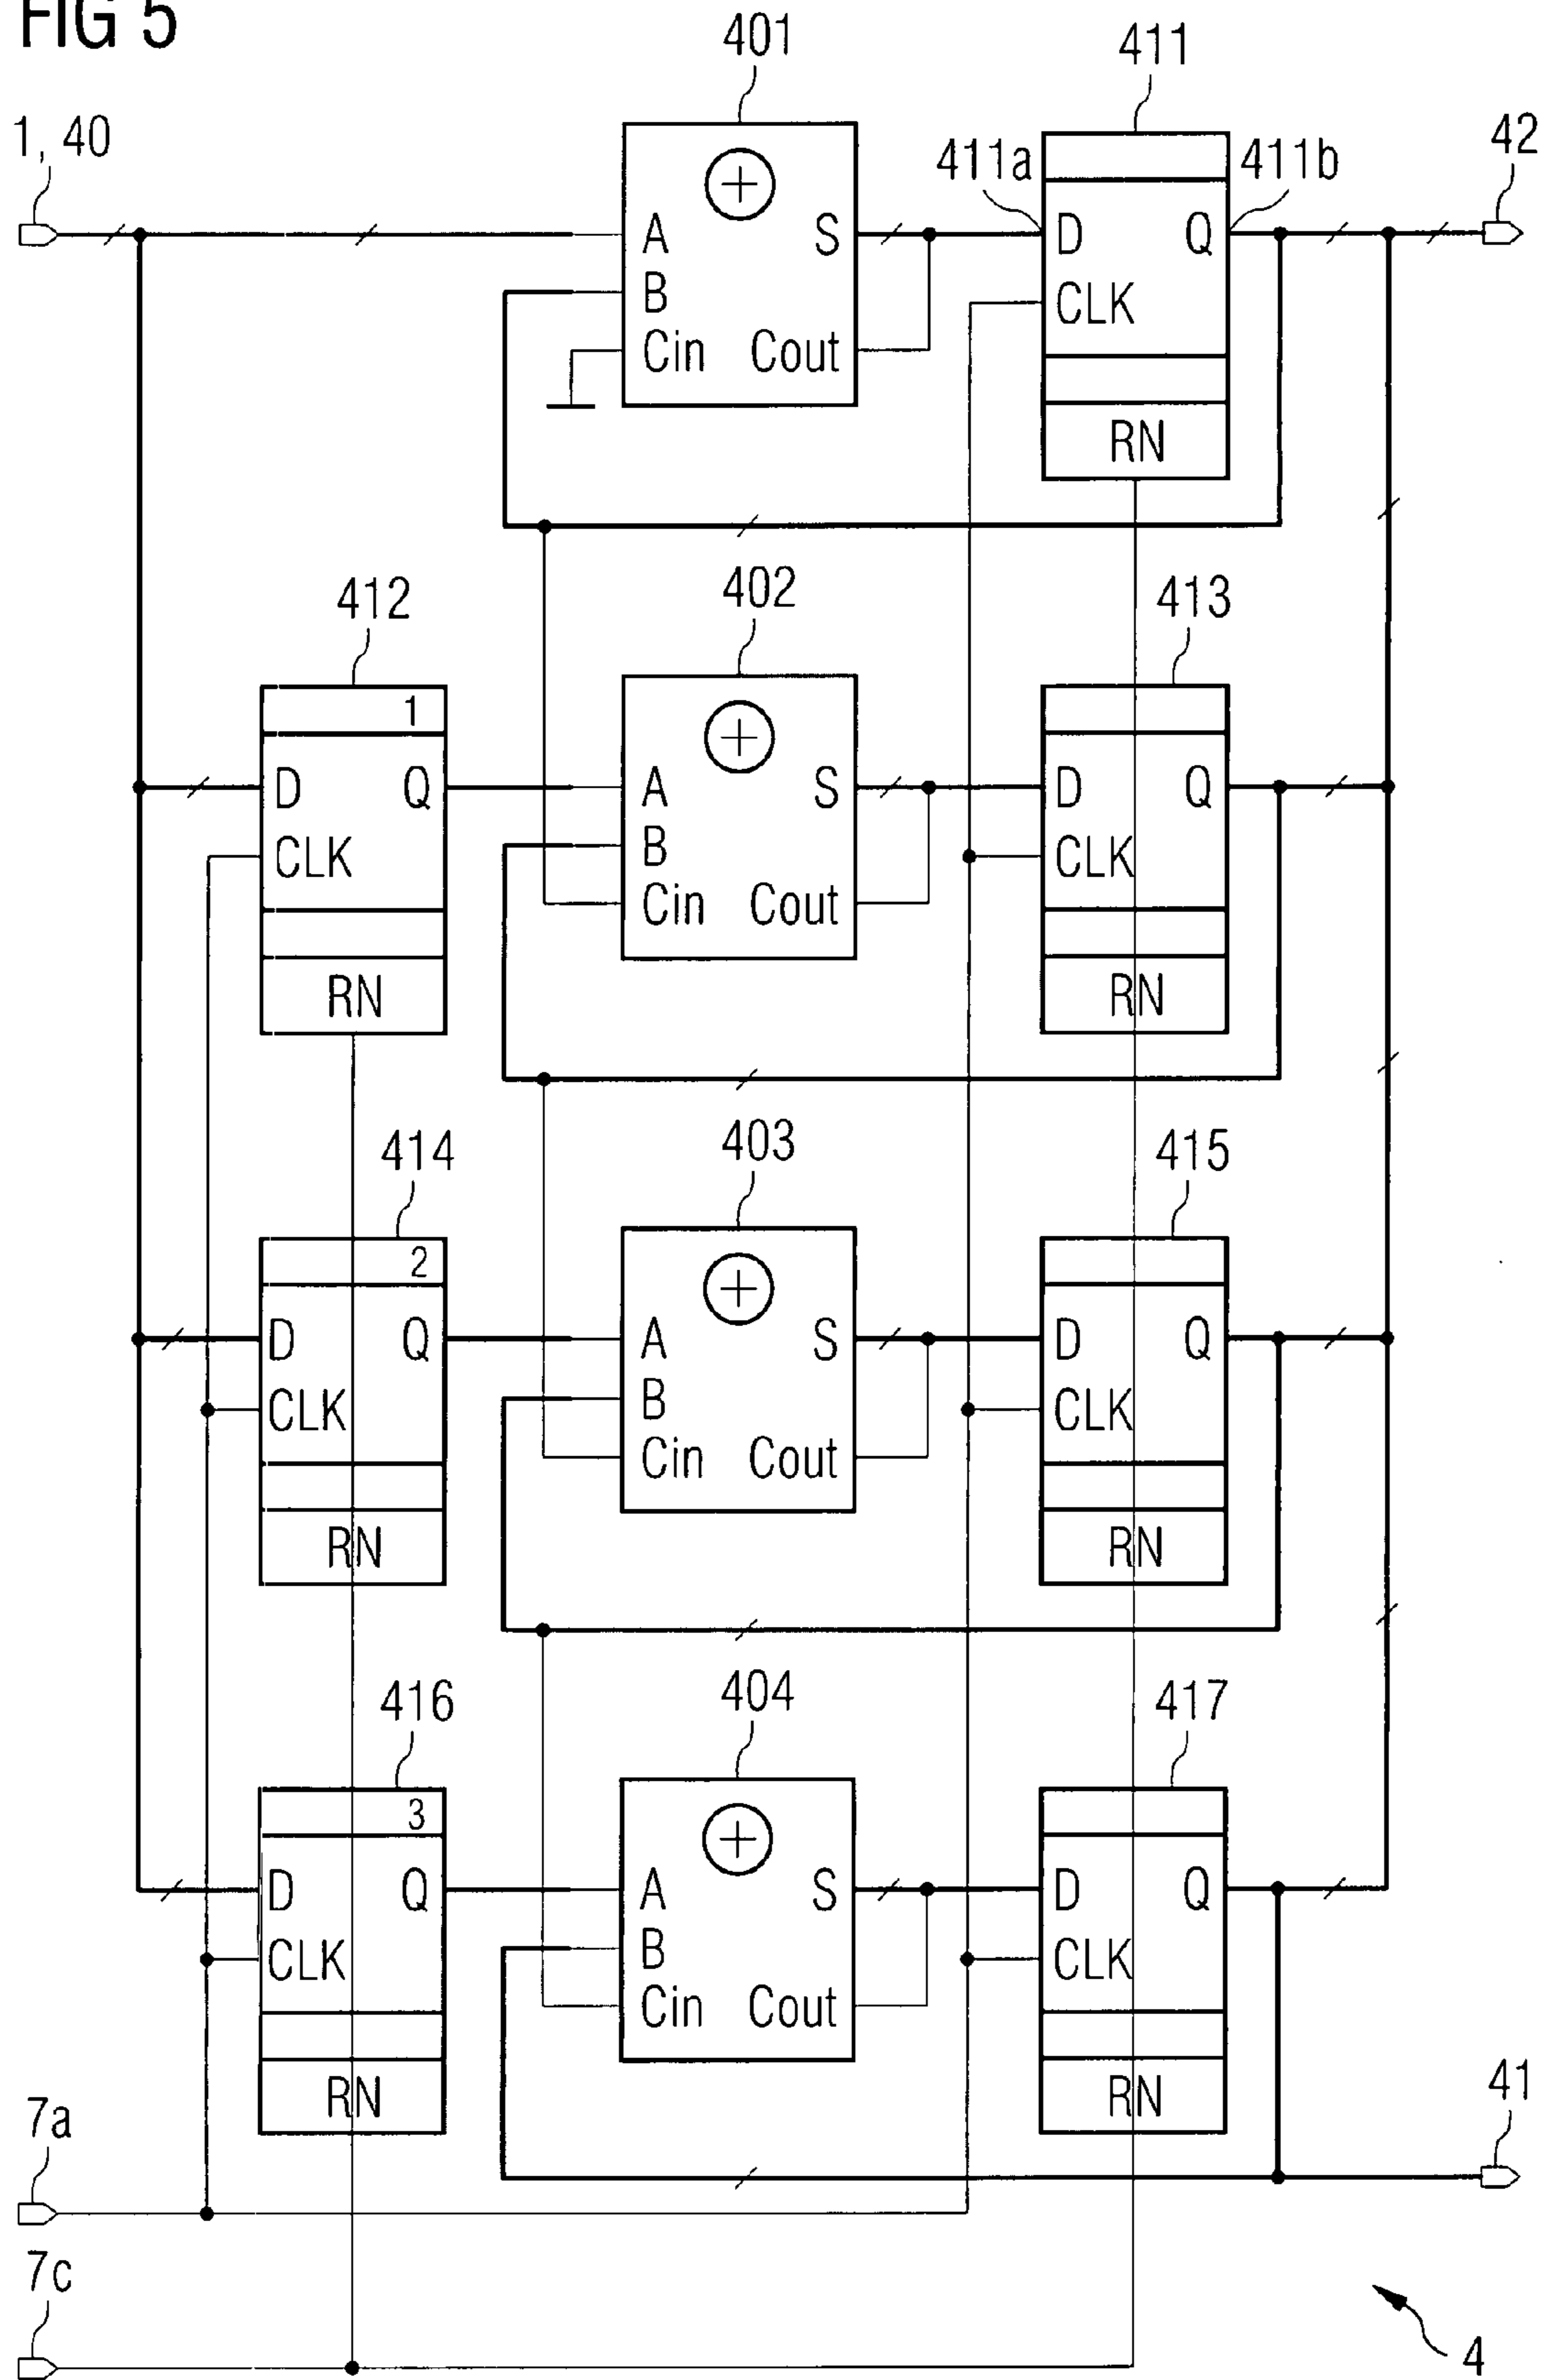 FIG 5
401
411
1, 40
42
411a
411b
A
S
B
Cin
Cout
D
Q
CLK
RN
412
402
413
1
D
Q
CLK
RN
A
S
B
Cin
Cout
D
Q
CLK
RN
414
403
415
2
D
Q
CLK
RN
A
S
B
Cin
Cout
D
Q
CLK
RN
416
404
417
3
D
Q
CLK
RN
A
S
B
Cin
Cout
D
Q
CLK
RN
7a
41
7c
4